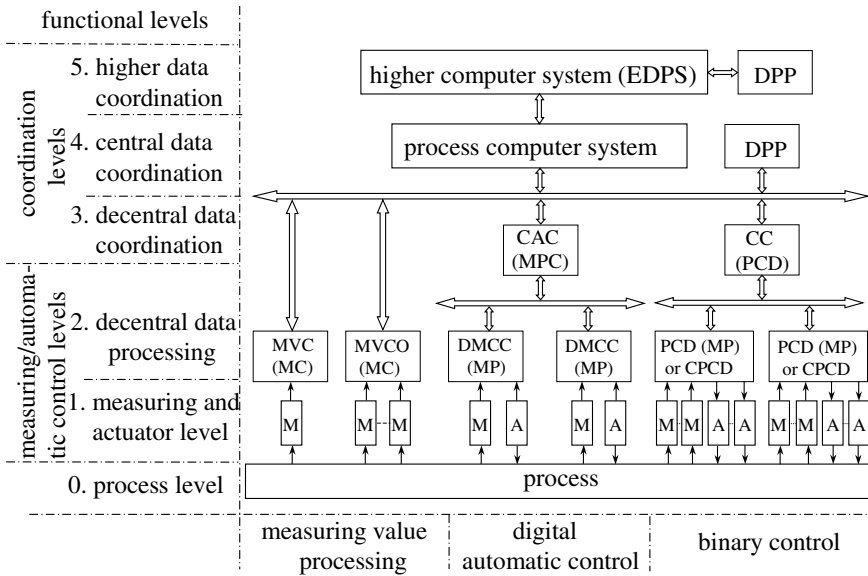 functional levels
coordination
levels
measuring/automa-
tic control levels
5. higher data
coordination
higher computer system (EDPS)
DPP
4. central data
coordination
process computer system
DPP
3. decentral data
coordination
CAC
(MPC)
CC
(PCD)
2. decentral data
processing
MVC
(MC)
MVCO
(MC)
DMCC
(MP)
DMCC
(MP)
PCD (MP)
or CPCD
PCD (MP)
or CPCD
1. measuring and
actuator level
M
M
M
M
A
M
A
M
M
A
A
M
M
A
A
0. process level
process
measuring value
processing
digital
automatic control
binary control